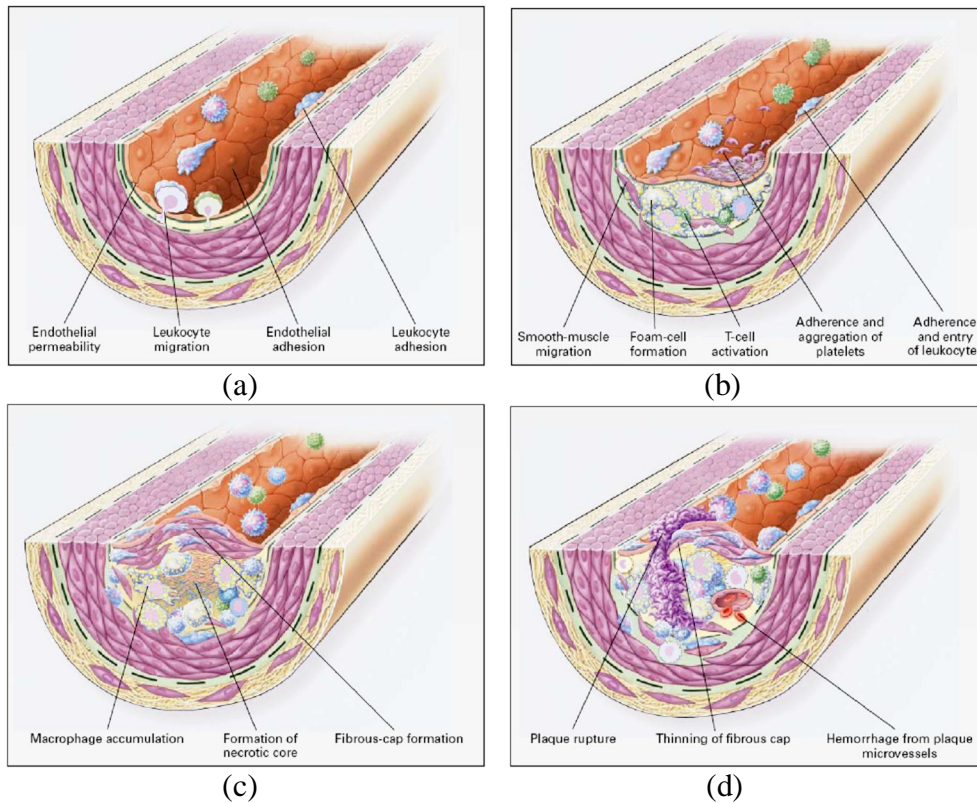 Endothelial
permeability
Leukocyte
migration
Endothelial
adhesion
Leukocyte
adhesion
(a)
Smooth-muscle
migration
Foam-cell
formation
T-cell
activation
Adherence and
aggregation of
platelets
Adherence
and entry
of leukocyte
(b)
Macrophage accumulation
Formation of
necrotic core
Fibrous-cap formation
(c)
Plaque rupture
Thinning of fibrous cap
Hemorrhage from plaque
microvessels
(d)